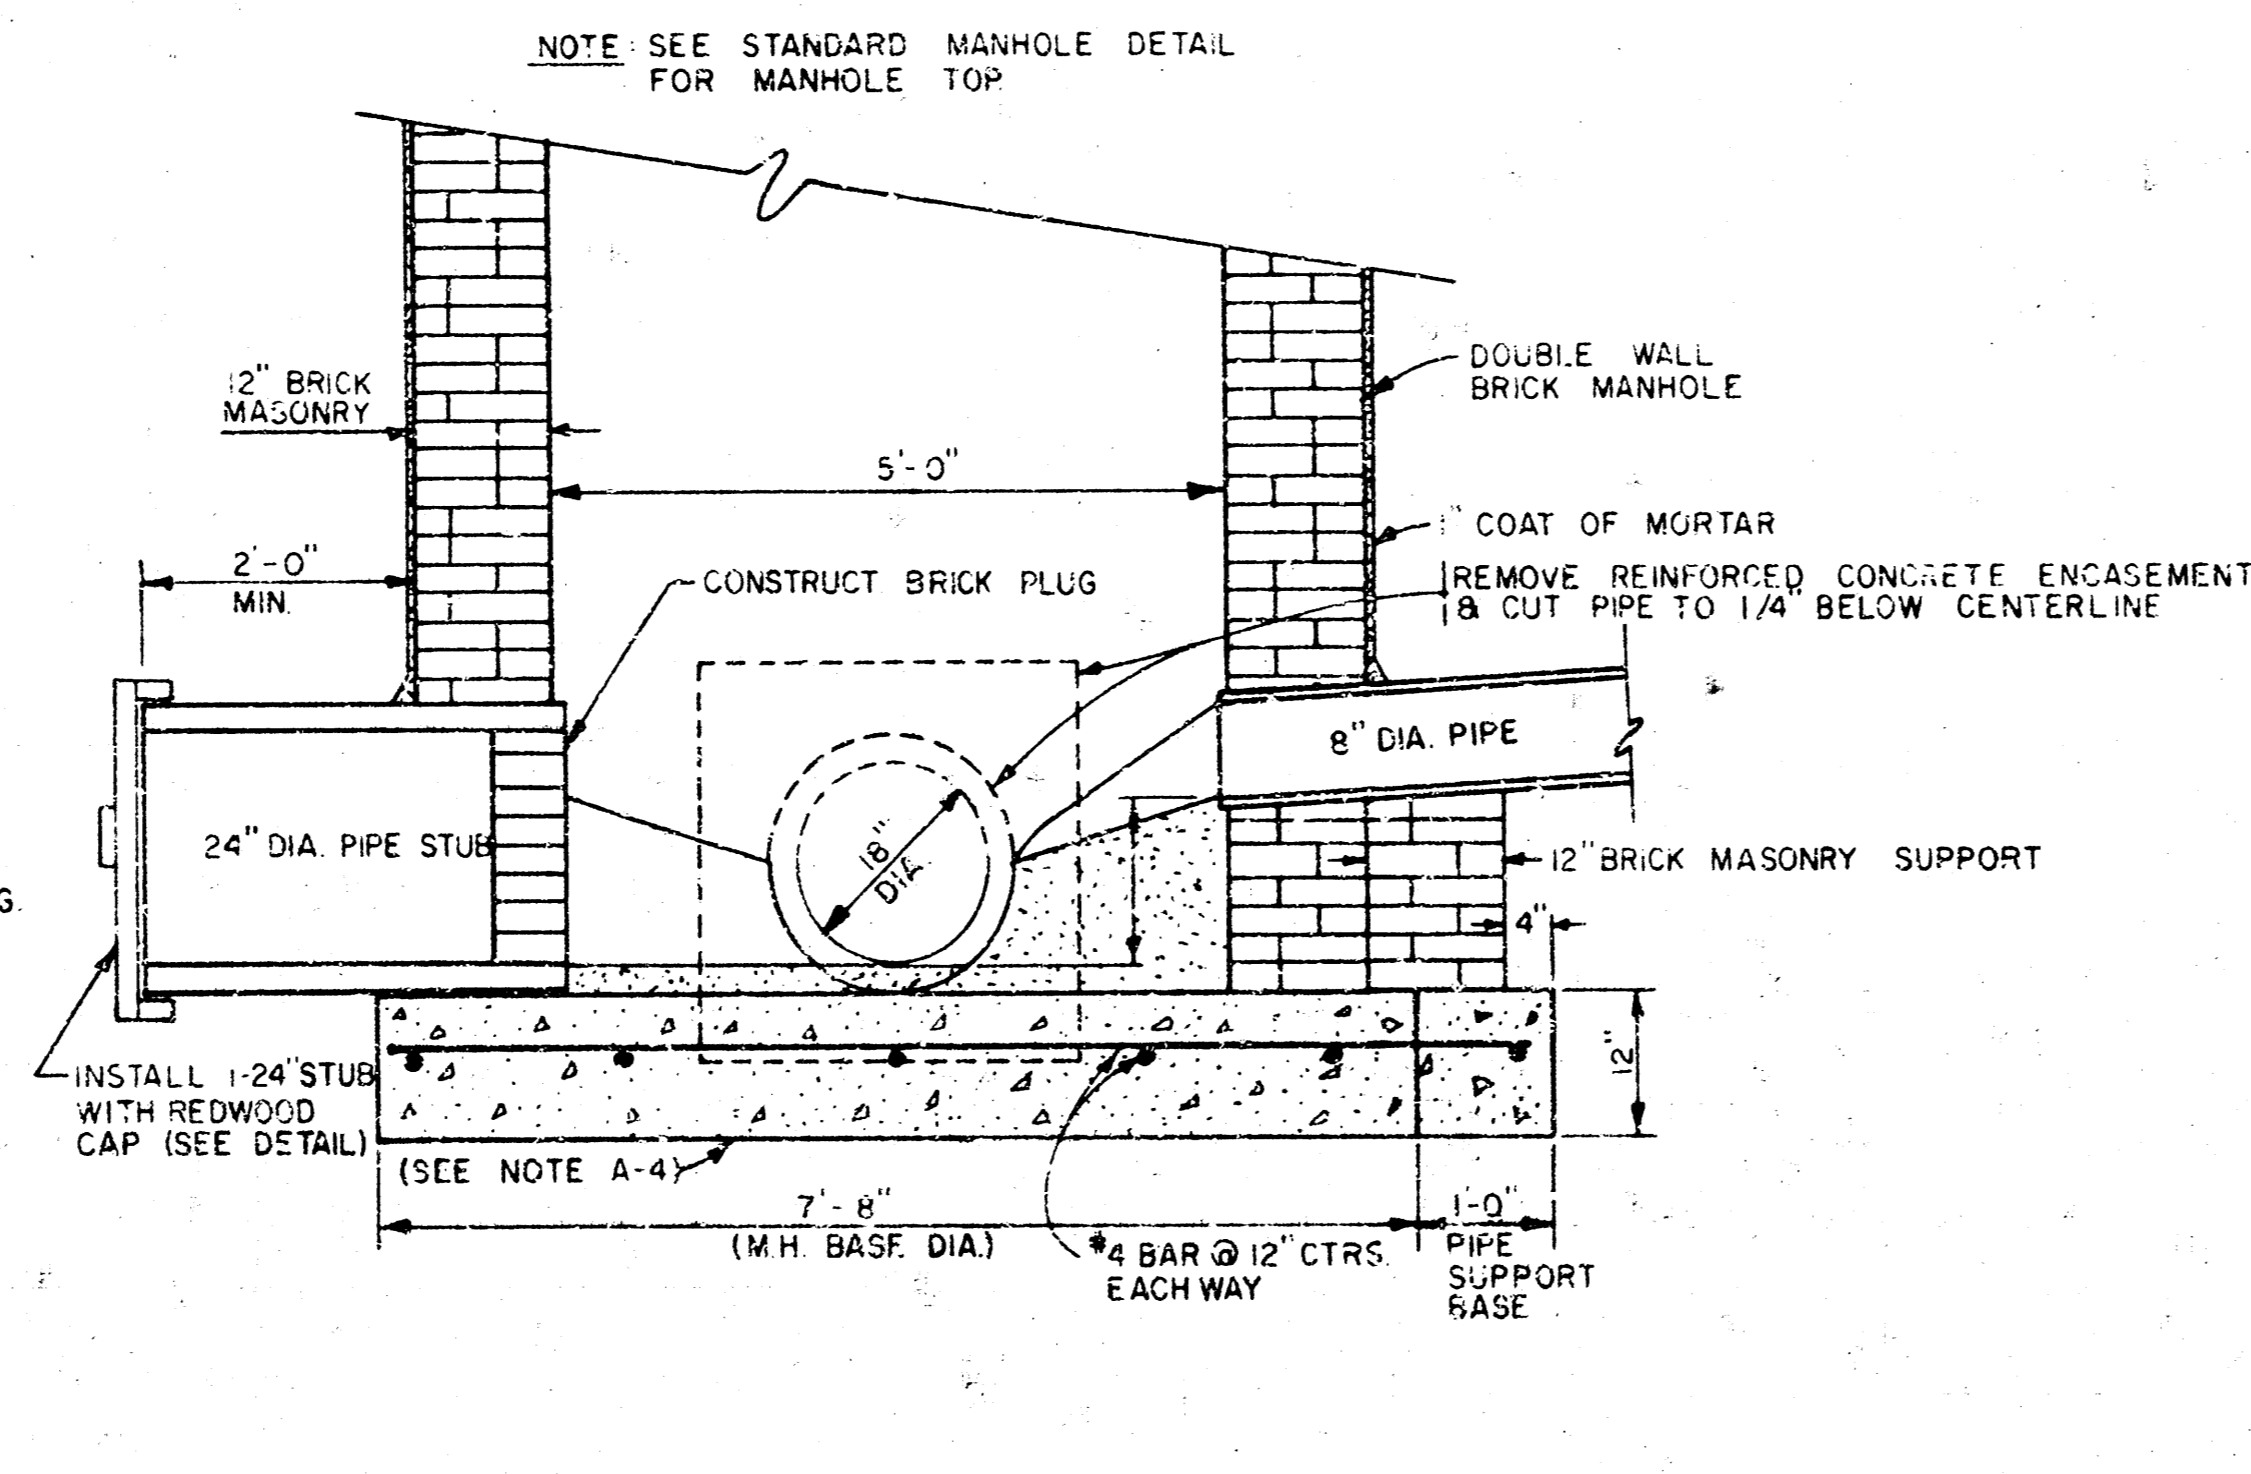 NOTE: SEE STANDARD MANHOLE DETAIL
FOR MANHOLE TOP.
12" BRICK
MASONRY
DOUBLE WALL
BRICK MANHOLE
5'-0"
1" COAT OF MORTAR
2'-0"
MIN.
CONSTRUCT BRICK PLUG
REMOVE REINFORCED CONCRETE ENCASEMENT
& CUT PIPE TO 1/4" BELOW CENTERLINE
8" DIA. PIPE
24" DIA. PIPE STUB
18"
DIA.
12" BRICK MASONRY SUPPORT
G.
4"
12"
INSTALL 1-24" STUB
WITH REDWOOD
CAP (SEE DETAIL)
(SEE NOTE A-4)
7'-8"
(M.H. BASE DIA.)
#4 BAR @ 12" CTRS.
EACH WAY
1'-0"
PIPE
SUPPORT
BASE